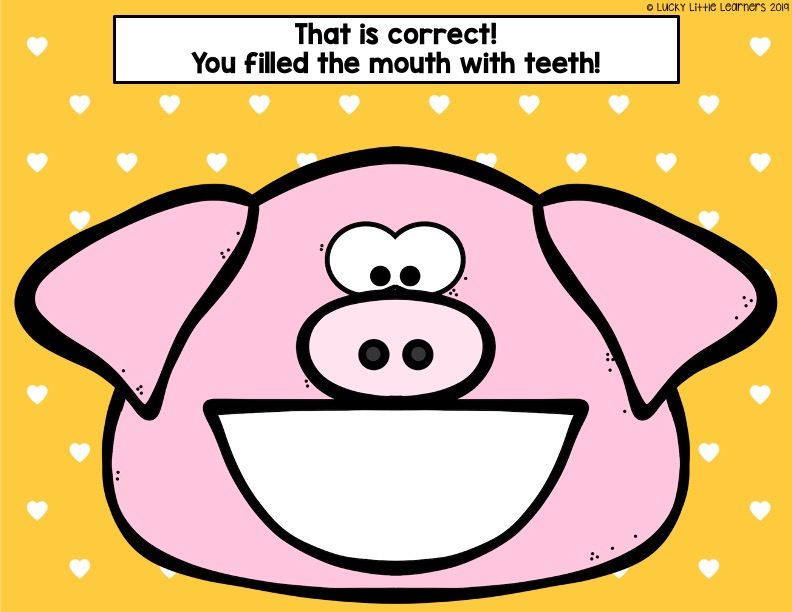 © Lucky Little Learners 2019
That is correct!
You filled the mouth with teeth!